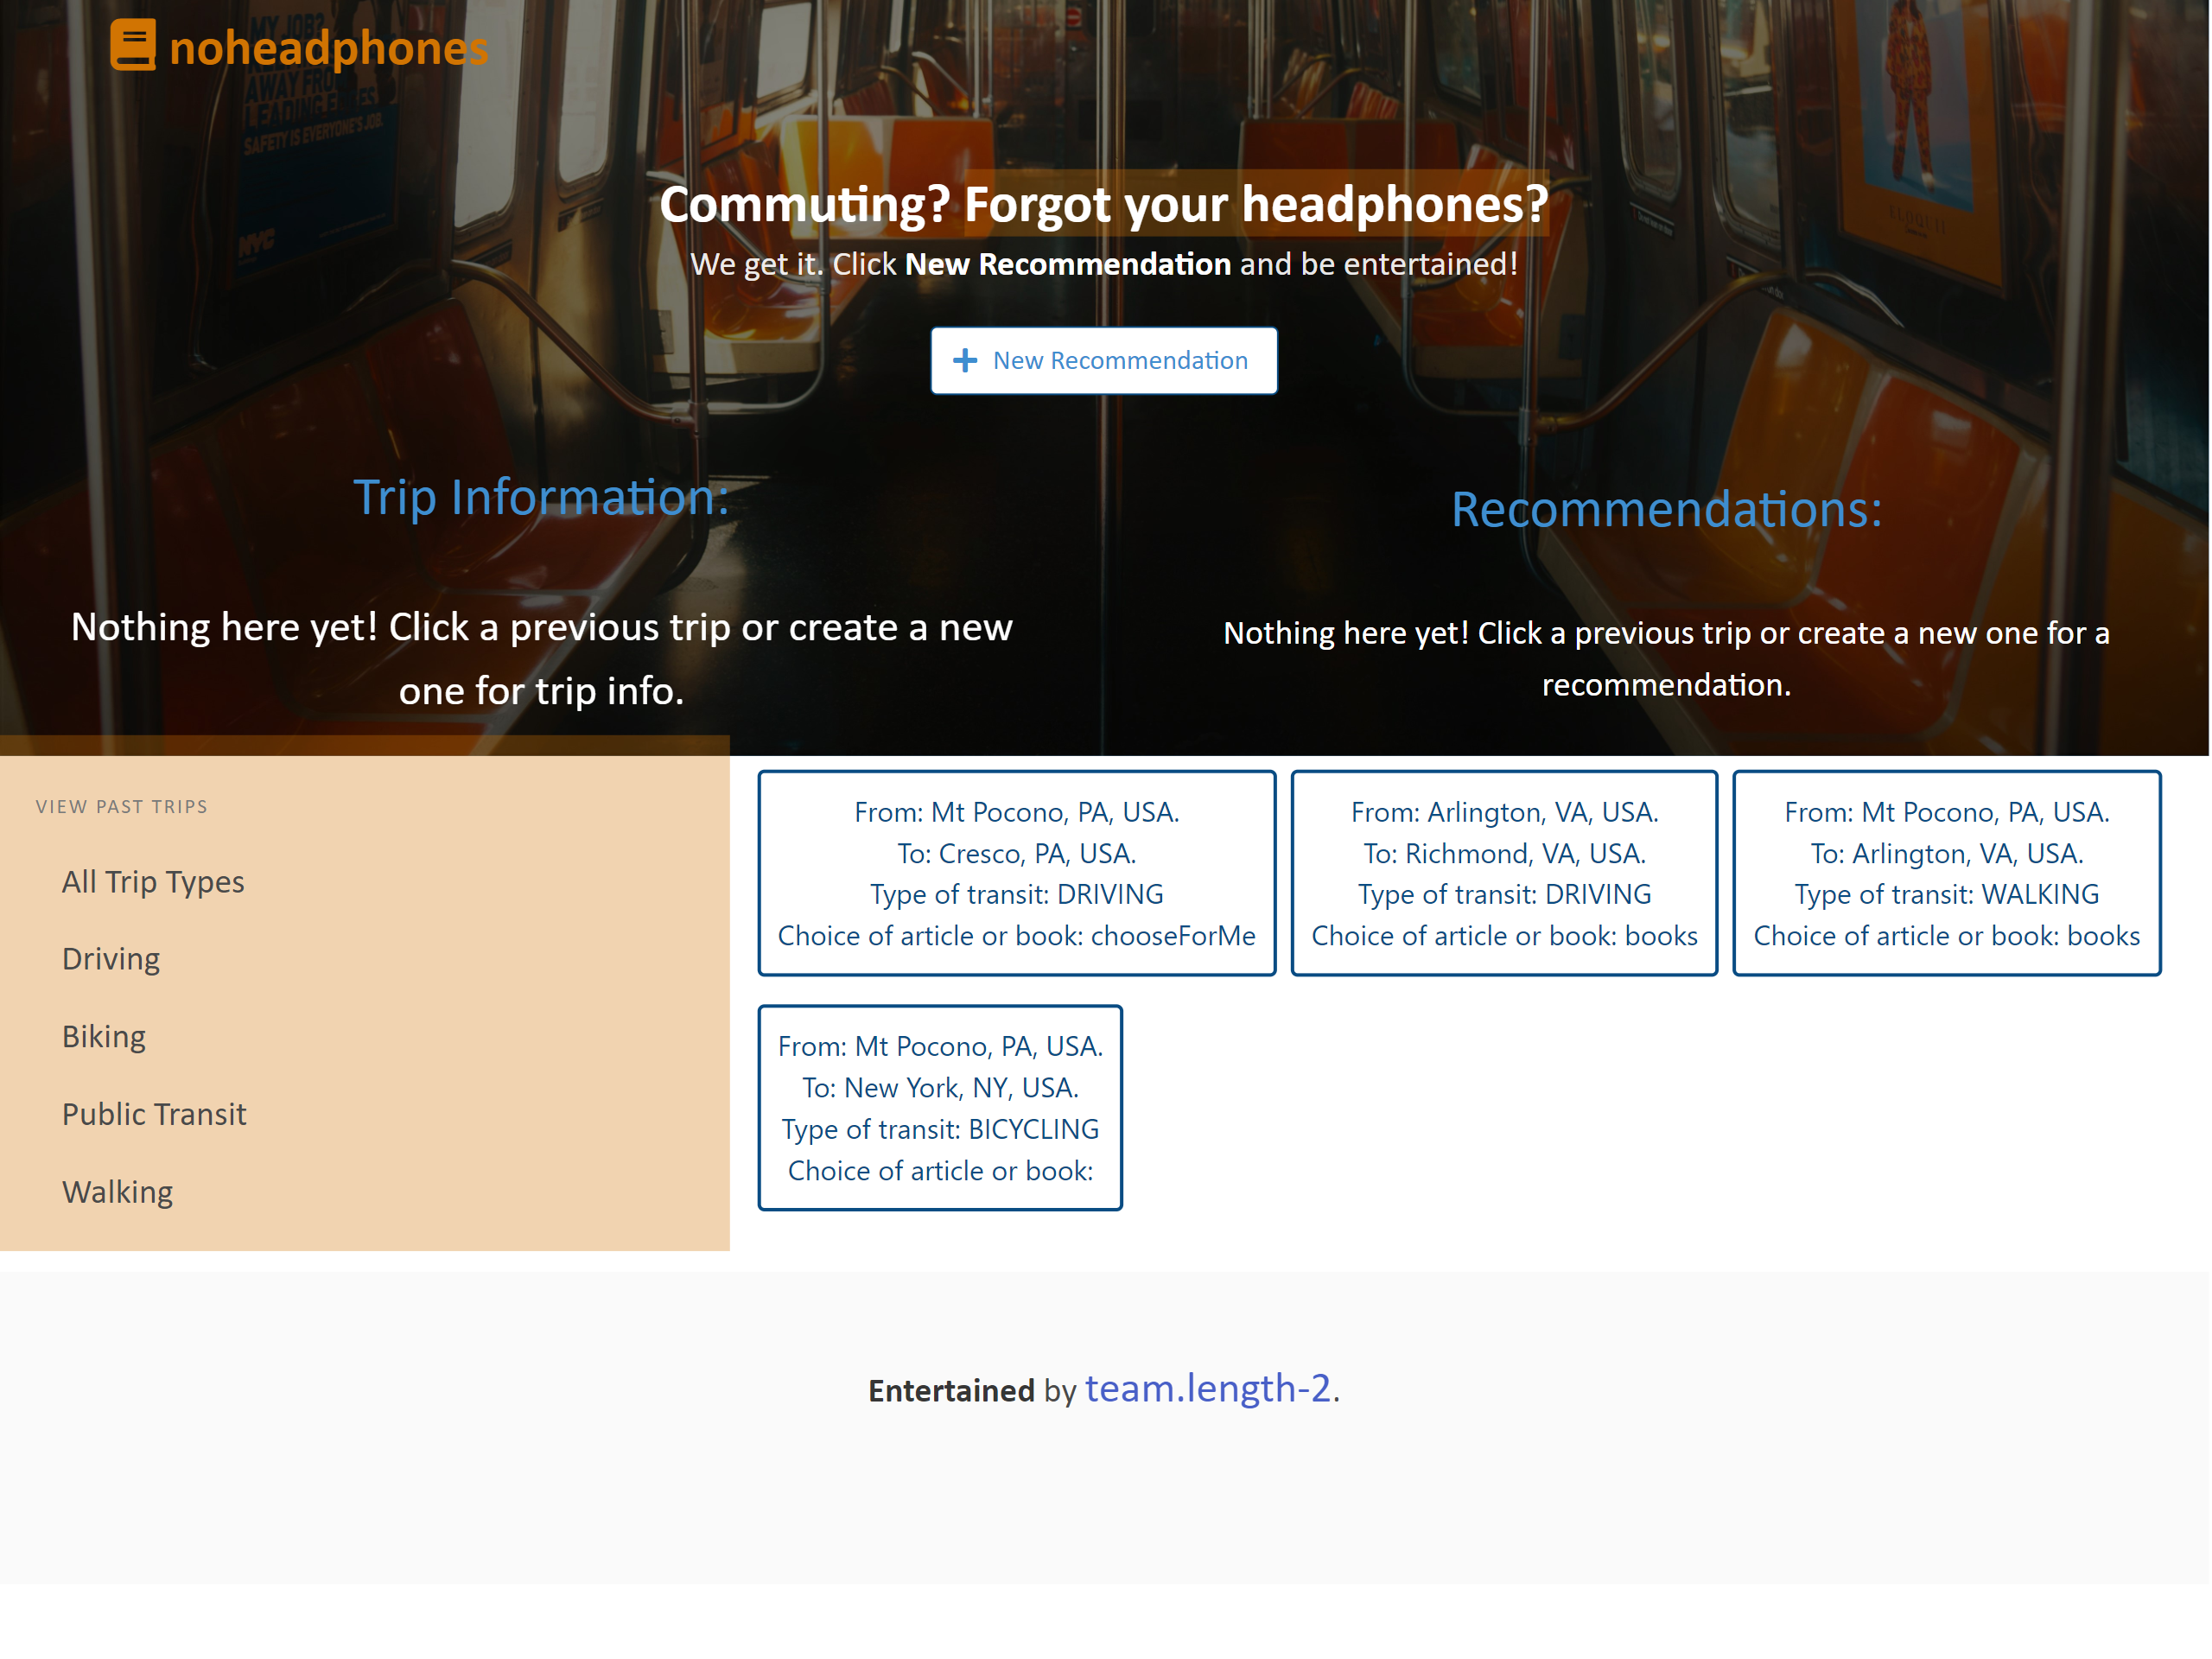 noheadphones
MY JOB?
AWAY FRO
LEADING EDGES
SAFETY IS EVERYONE'S JOB.
NYC
ELOQUII
Commuting? Forgot your headphones?
We get it. Click New Recommendation and be entertained!
New Recommendation
Trip Information:
Nothing here yet! Click a previous trip or create a new
one for trip info.
Recommendations:
Nothing here yet! Click a previous trip or create a new one for a
recommendation.
VIEW PAST TRIPS
All Trip Types
Driving
Biking
Public Transit
Walking
From: Mt Pocono, PA, USA.
To: Cresco, PA, USA.
Type of transit: DRIVING
Choice of article or book: chooseForMe
From: Arlington, VA, USA.
To: Richmond, VA, USA.
Type of transit: DRIVING
Choice of article or book: books
From: Mt Pocono, PA, USA.
To: Arlington, VA, USA.
Type of transit: WALKING
Choice of article or book: books
From: Mt Pocono, PA, USA.
To: New York, NY, USA.
Type of transit: BICYCLING
Choice of article or book:
Entertained by team.length-2.